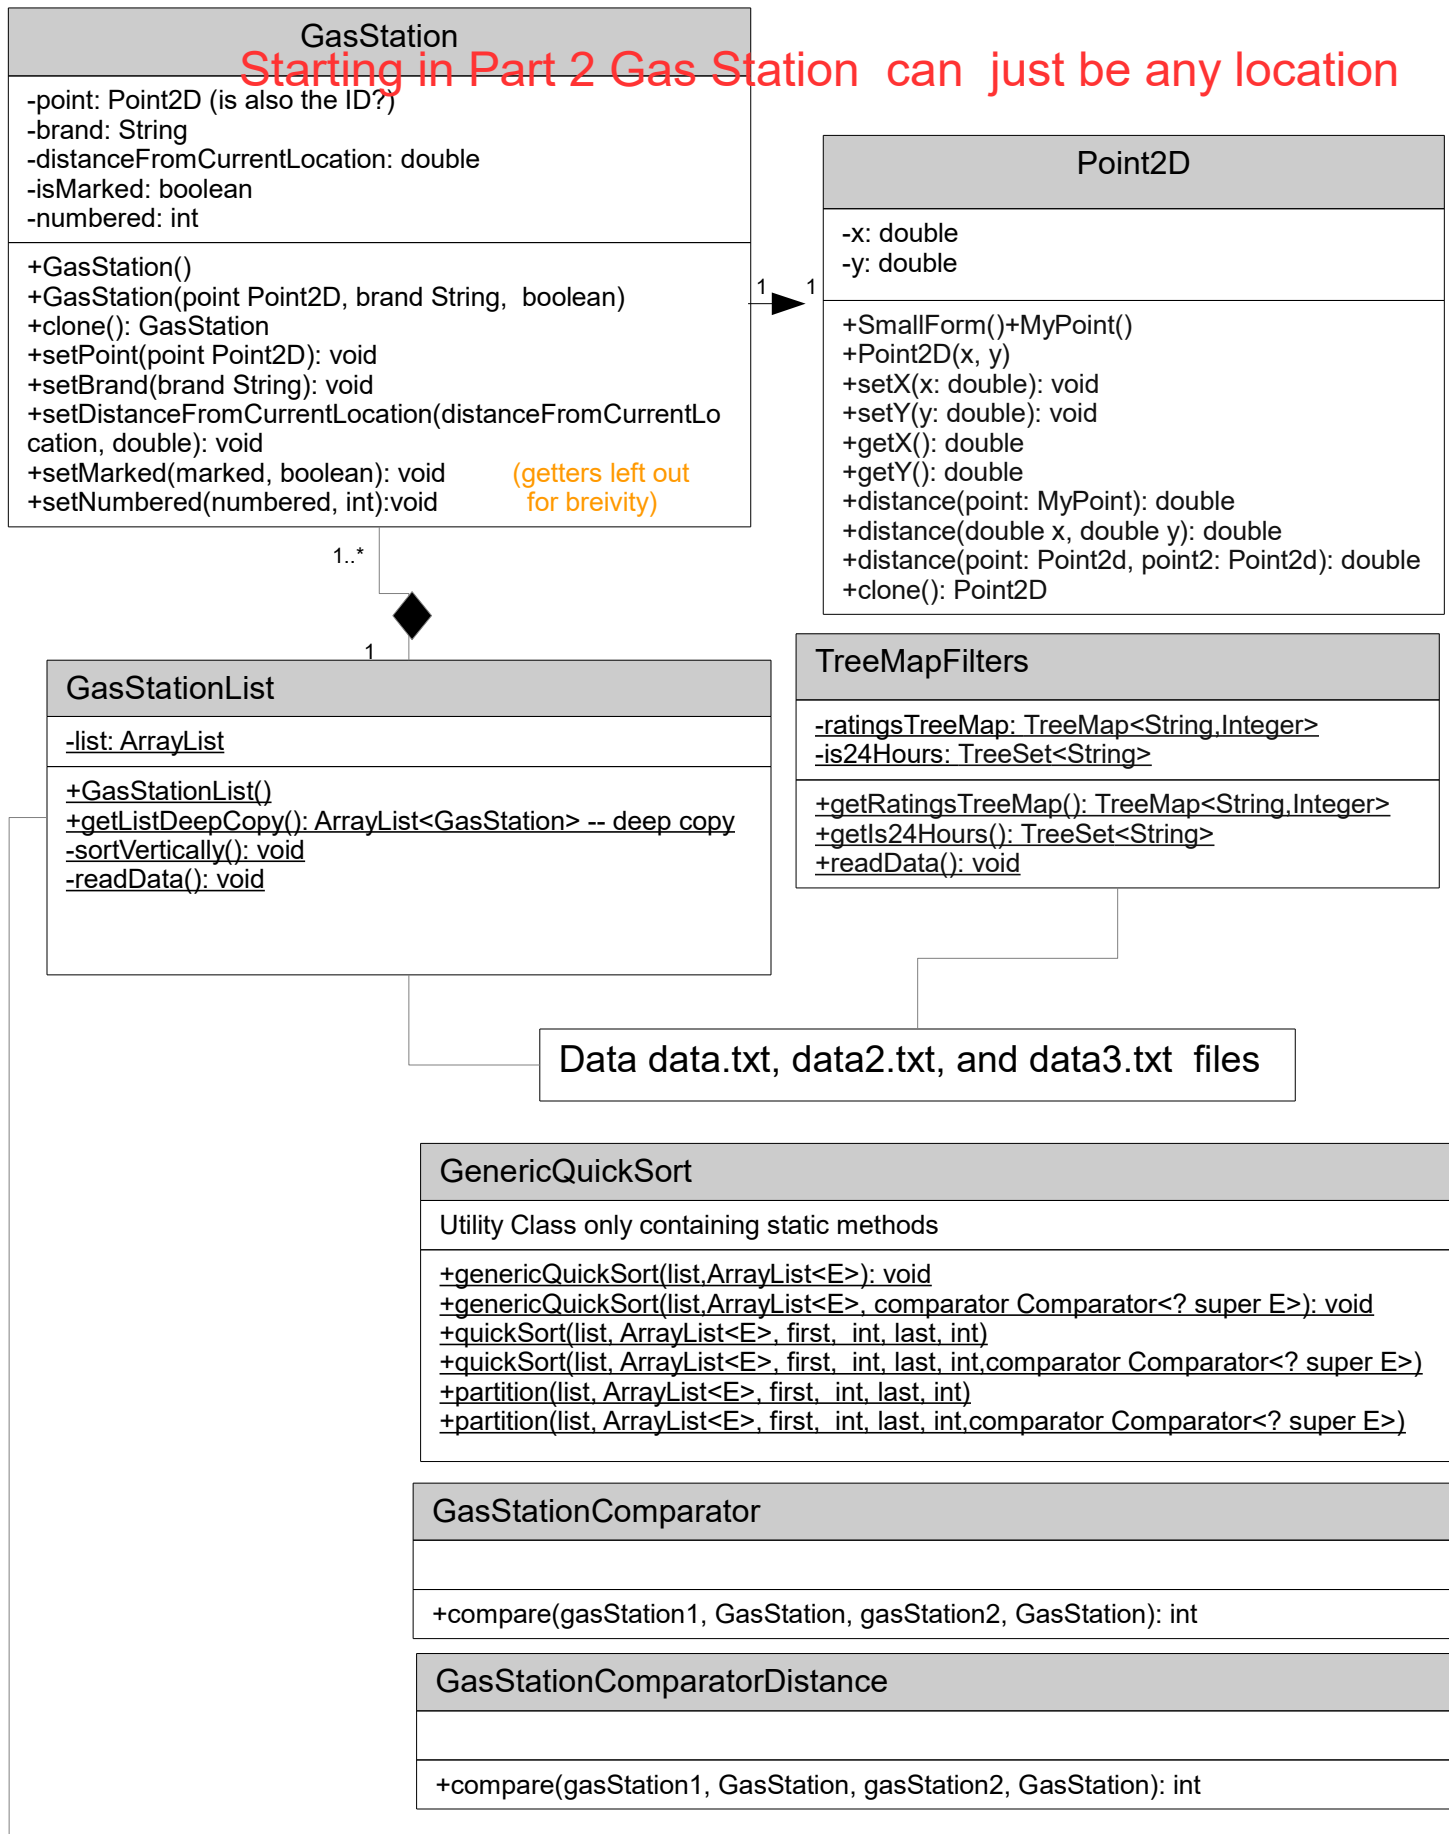 GasStation
Starting in Part 2 Gas Station  can  just be any location
-point: Point2D (is also the ID?)
-brand: String
-distanceFromCurrentLocation: double
-isMarked: boolean
-numbered: int
+GasStation()
+GasStation(point Point2D, brand String,  boolean)
+clone(): GasStation
+setPoint(point Point2D): void
+setBrand(brand String): void
+setDistanceFromCurrentLocation(distanceFromCurrentLo
cation, double): void
+setMarked(marked, boolean): void
+setNumbered(numbered, int):void
(getters left out
for breivity)
1
1
Point2D
-x: double
-y: double
+SmallForm()+MyPoint()
+Point2D(x, y)
+setX(x: double): void
+setY(y: double): void
+getX(): double
+getY(): double
+distance(point: MyPoint): double
+distance(double x, double y): double
+distance(point: Point2d, point2: Point2d): double
+clone(): Point2D
1..*
1
GasStationList
-list: ArrayList
+GasStationList()
+getListDeepCopy(): ArrayList<GasStation> -- deep copy
-sortVertically(): void
-readData(): void
TreeMapFilters
-ratingsTreeMap: TreeMap<String,Integer>
-is24Hours: TreeSet<String>
+getRatingsTreeMap(): TreeMap<String,Integer>
+getIs24Hours(): TreeSet<String>
+readData(): void
Data data.txt, data2.txt, and data3.txt  files
GenericQuickSort
Utility Class only containing static methods
+genericQuickSort(list,ArrayList<E>): void
+genericQuickSort(list,ArrayList<E>, comparator Comparator<? super E>): void
+quickSort(list, ArrayList<E>, first,  int, last, int)
+quickSort(list, ArrayList<E>, first,  int, last, int,comparator Comparator<? super E>)
+partition(list, ArrayList<E>, first,  int, last, int)
+partition(list, ArrayList<E>, first,  int, last, int,comparator Comparator<? super E>)
GasStationComparator
+compare(gasStation1, GasStation, gasStation2, GasStation): int
GasStationComparatorDistance
+compare(gasStation1, GasStation, gasStation2, GasStation): int